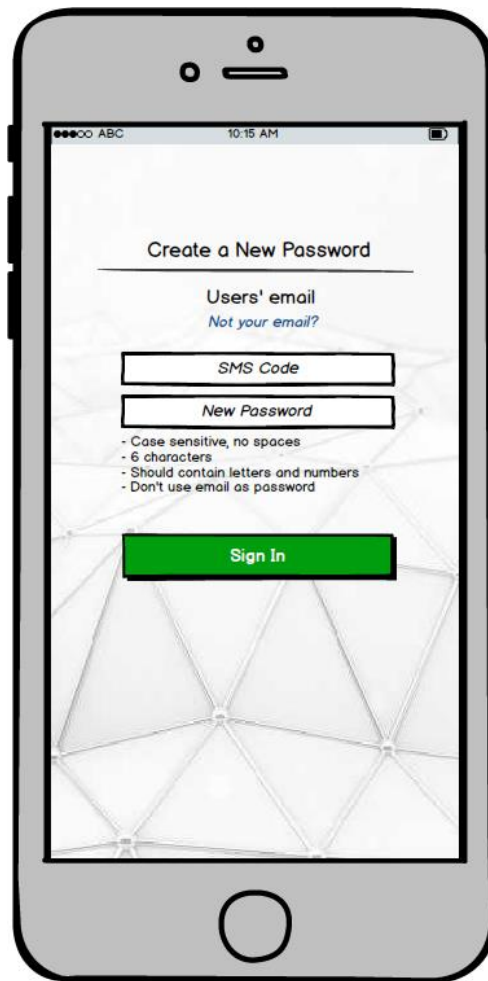 ABC 10:15 AM
Create a New Password
Users' email
Not your email?
SMS Code
New Password
- Case sensitive, no spaces
- 6 characters
- Should contain letters and numbers
- Don't use email as password
Sign In